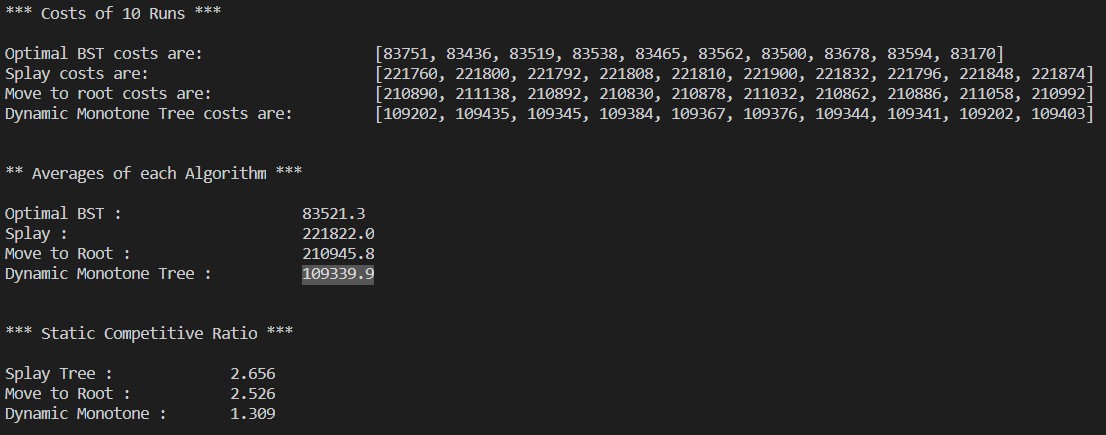 *** Costs of 10 Runs ***
Optimal BST costs are: [83751, 83436, 83519, 83538, 83465, 83562, 83500, 83678, 83594, 83170]
Splay costs are: [221760, 221800, 221792, 221808, 221810, 221900, 221832, 221796, 221848, 221874]
Move to root costs are: [210890, 211138, 210892, 210830, 210878, 211032, 210862, 210886, 211058, 210992]
Dynamic Monotone Tree costs are: [109202, 109435, 109345, 109384, 109367, 109376, 109344, 109341, 109202, 109403]
** Averages of each Algorithm ***
Optimal BST : 83521.3
Splay : 221822.0
Move to Root : 210945.8
Dynamic Monotone Tree : 109339.9
*** Static Competitive Ratio ***
Splay Tree : 2.656
Move to Root : 2.526
Dynamic Monotone : 1.309